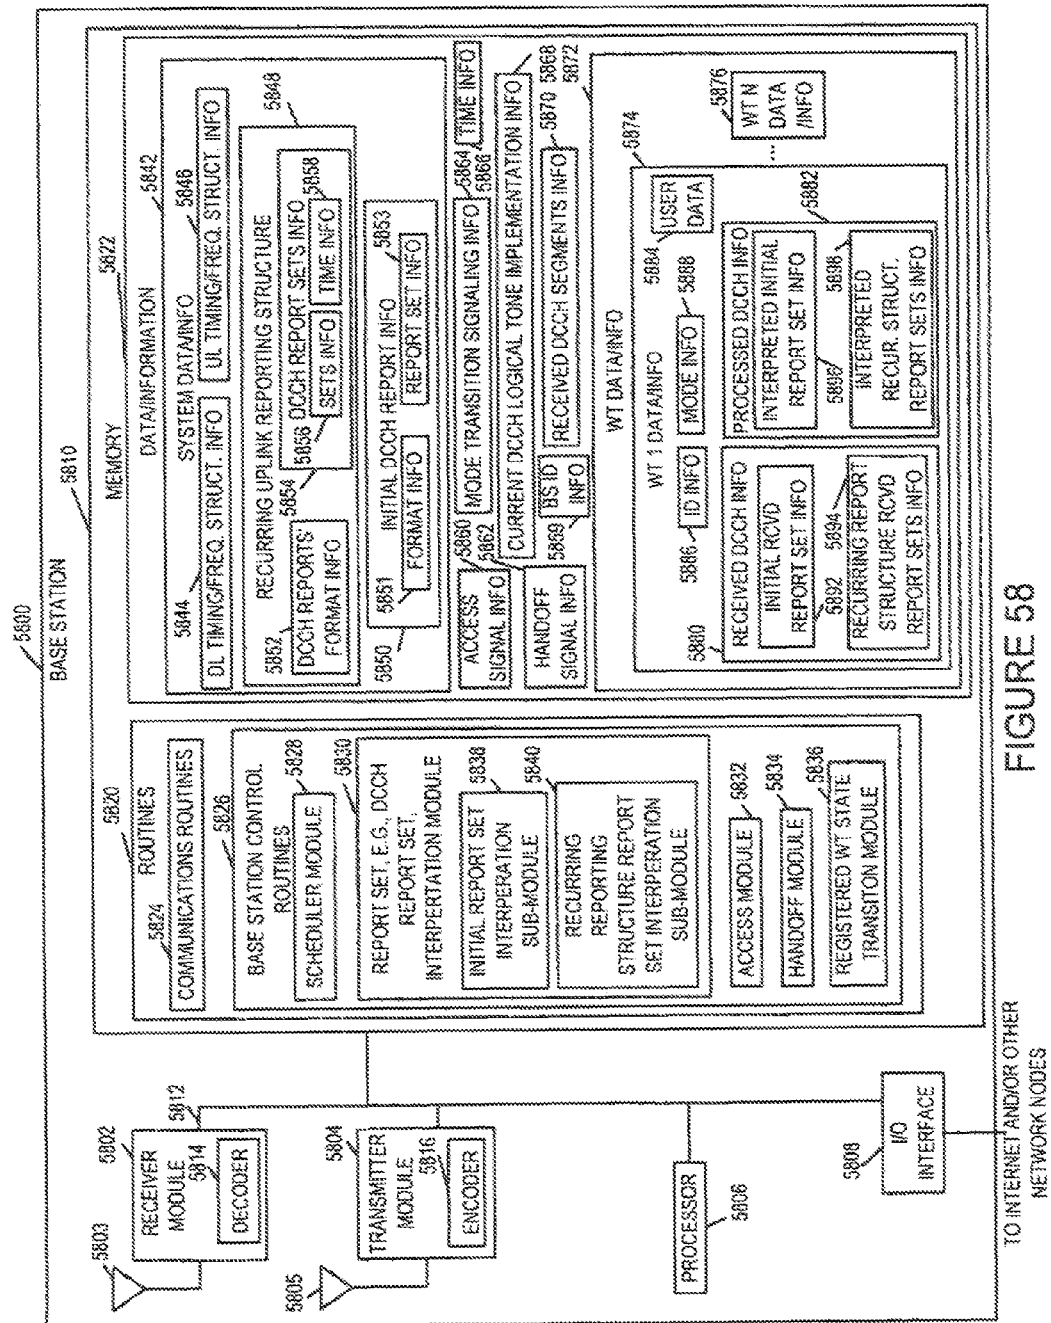 5800
BASE STATION
5803
5802
RECEIVER
MODULE
5814
DECODER
5812
5805
5804
TRANSMITTER
MODULE
5816
ENCODER
PROCESSOR
5806
5808
I/O
INTERFACE
TO INTERNET AND/OR OTHER
NETWORK NODES
5810
MEMORY
5822
5820
ROUTINES
5824
COMMUNICATIONS ROUTINES
5826
BASE STATION CONTROL
ROUTINES
5828
SCHEDULER MODULE
5830
REPORT SET, E.G., DCCH
REPORT SET,
INTERPERTATION MODULE
5838
INITIAL REPORT SET
INTERPERATION
SUB-MODULE
5840
RECURRING
REPORTING
STRUCTURE REPORT
SET INTERPERATION
SUB-MODULE
5832
ACCESS MODULE
5834
HANDOFF MODULE
5836
REGISTERED WT STATE
TRANSITON MODULE
DATA/INFORMATION
5842
SYSTEM DATA/INFO
5844
5846
DL TIMING/FREQ. STRUCT. INFO
UL TIMING/FREQ. STRUCT. INFO
RECURRING UPLINK REPORTING STRUCTURE
5848
5852
DCCH REPORTS'
FORMAT INFO
5854
DCCH REPORT SETS INFO
5856
5858
SETS INFO
TIME INFO
5850
INITIAL DCCH REPORT INFO
5851
5853
FORMAT INFO
REPORT SET INFO
5860
ACCESS
SIGNAL INFO
5862
HANDOFF
SIGNAL INFO
5864
MODE TRANSITION SIGNALING INFO
5866
TIME INFO
5868
CURRENT DCCH LOGICAL TONE IMPLEMENTATION INFO
5869
BS ID
INFO
5870
RECEIVED DCCH SEGMENTS INFO
5872
WT DATA/INFO
5874
5876
WT 1 DATA/INFO
WT N
DATA
/INFO
...
5884
USER
DATA
5886
ID INFO
5888
MODE INFO
5880
RECEIVED DCCH INFO
INITIAL RCVD
REPORT SET INFO
5892
5894
RECURRING REPORT
STRUCTURE RCVD
REPORT SETS INFO
5882
PROCESSED DCCH INFO
INTERPRETED INITIAL
REPORT SET INFO
5896
5898
INTERPRETED
RECUR. STRUCT.
REPORT SETS INFO
FIGURE 58